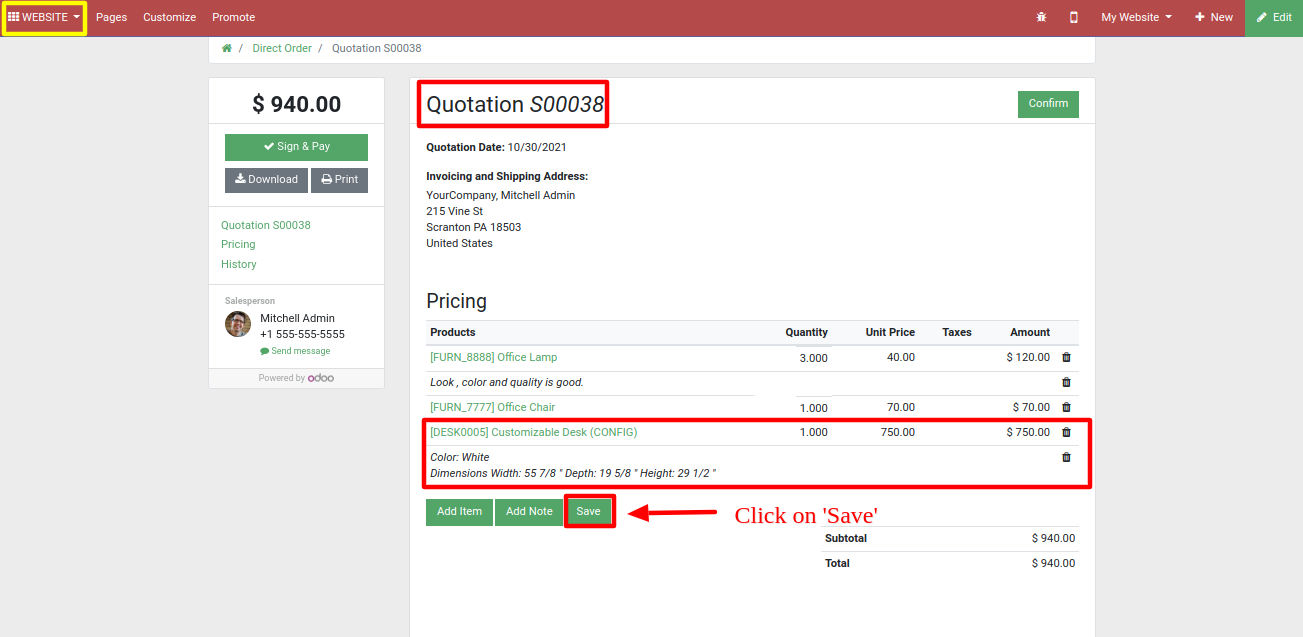 WEBSITE Pages Customize Promote My Website New Edit
Direct Order / Quotation S00038
$ 940.00
Sign & Pay
Download Print
Quotation S00038
Pricing
History
Salesperson
Mitchell Admin
+1 555-555-5555
Send message
Powered by odoo
Quotation S00038
Confirm
Quotation Date: 10/30/2021
Invoicing and Shipping Address:
YourCompany, Mitchell Admin
215 Vine St
Scranton PA 18503
United States
Pricing
Products Quantity Unit Price Taxes Amount
[FURN_8888] Office Lamp 3.000 40.00 $ 120.00
Look , color and quality is good.
[FURN_7777] Office Chair 1.000 70.00 $ 70.00
[DESK0005] Customizable Desk (CONFIG) 1.000 750.00 $ 750.00
Color: White
Dimensions Width: 55 7/8 " Depth: 19 5/8 " Height: 29 1/2 "
Add Item Add Note Save
Click on 'Save'
Subtotal $ 940.00
Total $ 940.00